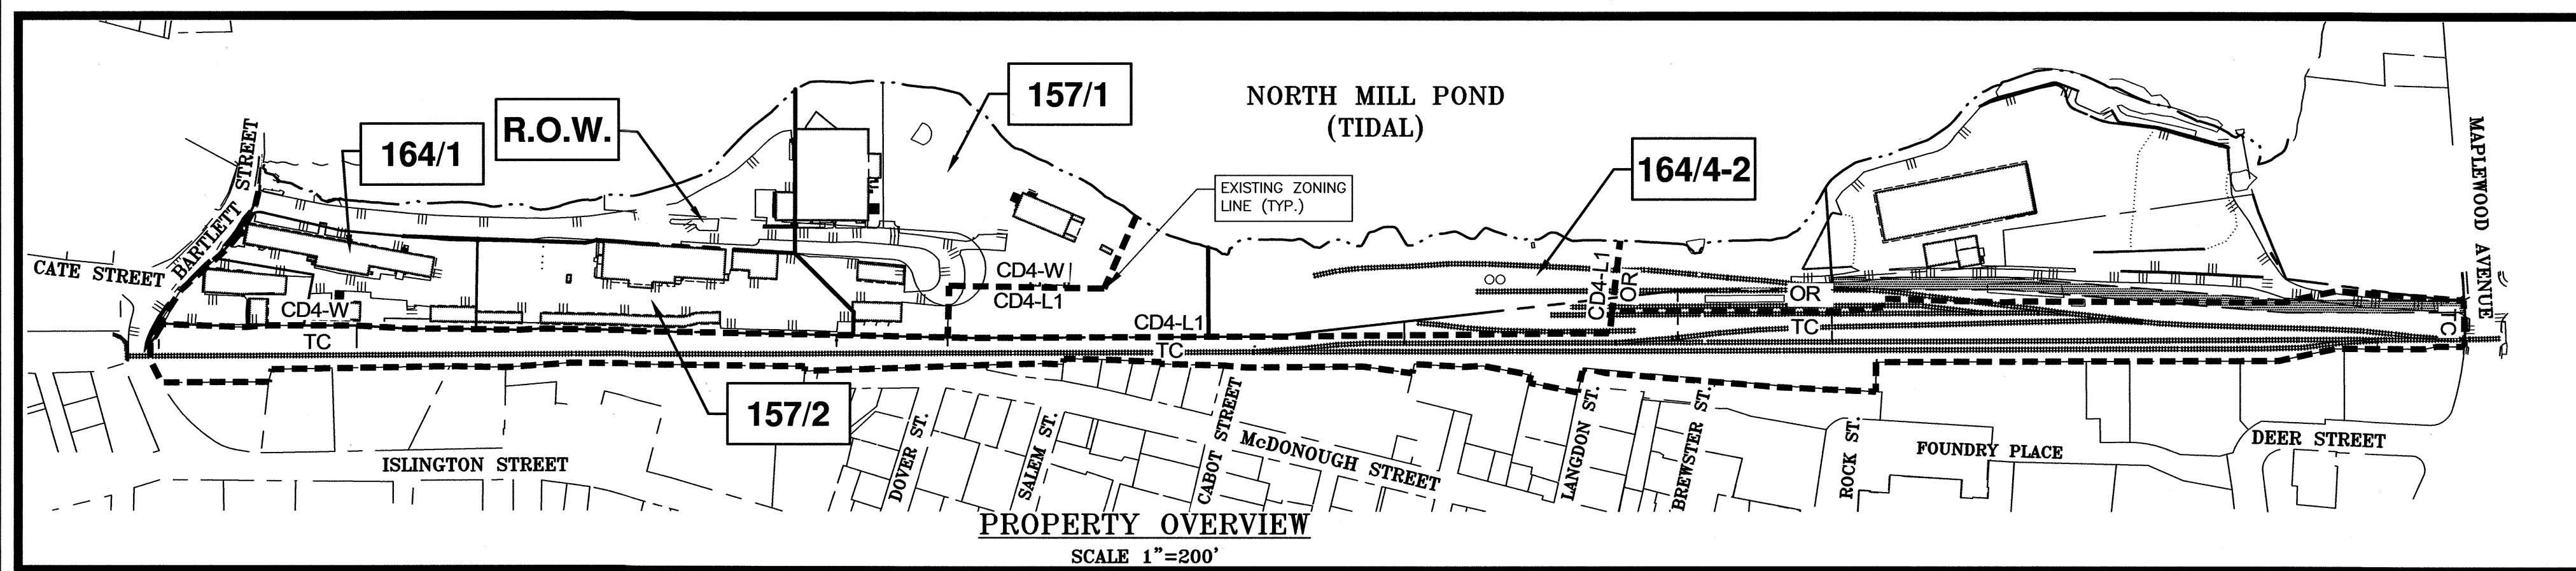 157/1
NORTH MILL POND
(TIDAL)
R.O.W.
164/1
164/4-2
EXISTING ZONING
LINE (TYP.)
MAPLEWOOD AVENUE
BARTLETT STREET
CATE STREET
CD4-W
CD4-L1
CD4-W
CD4-L1
CD4-L1
OR
OR
TC
TC
TC
TC
157/2
ISLINGTON STREET
DOVER ST.
SALEM ST.
CABOT STREET
McDONOUGH STREET
LANGDON ST.
BREWSTER ST.
ROCK ST.
FOUNDRY PLACE
DEER STREET
PROPERTY OVERVIEW
SCALE 1"=200'